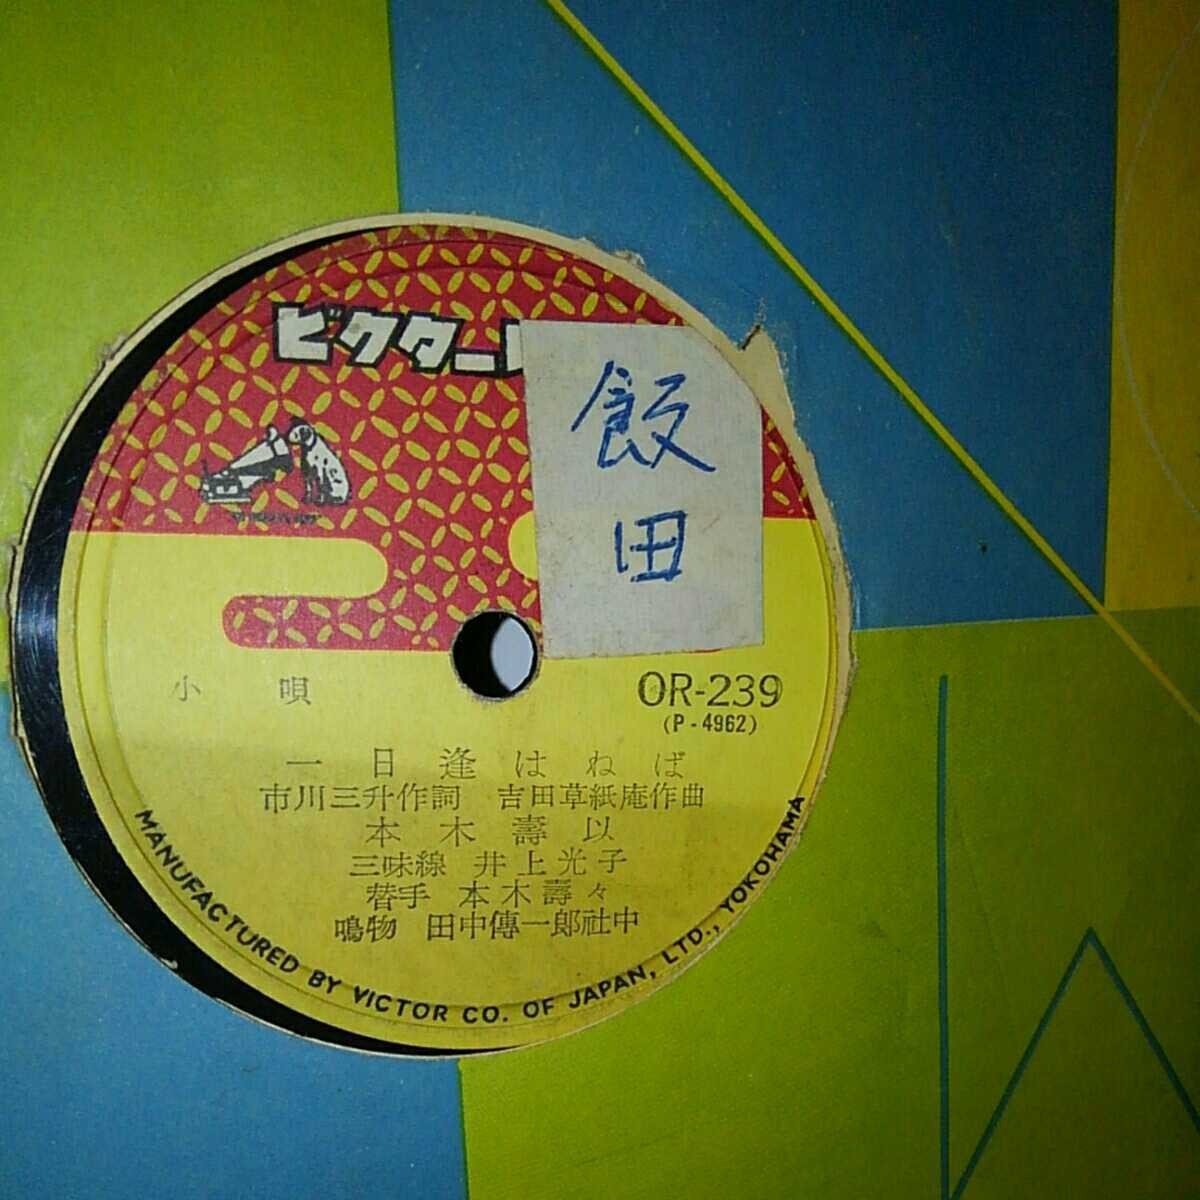 ビクター
飯
田
小唄
OR-239
(P-4962)
一日逢はねば
市川三升作詞 吉田草紙庵作曲
本木壽以
三味線 井上光子
替手 本木壽々
鳴物 田中傳一郎社中
MANUFACTURED BY VICTOR CO. OF JAPAN, LTD., YOKOHAMA